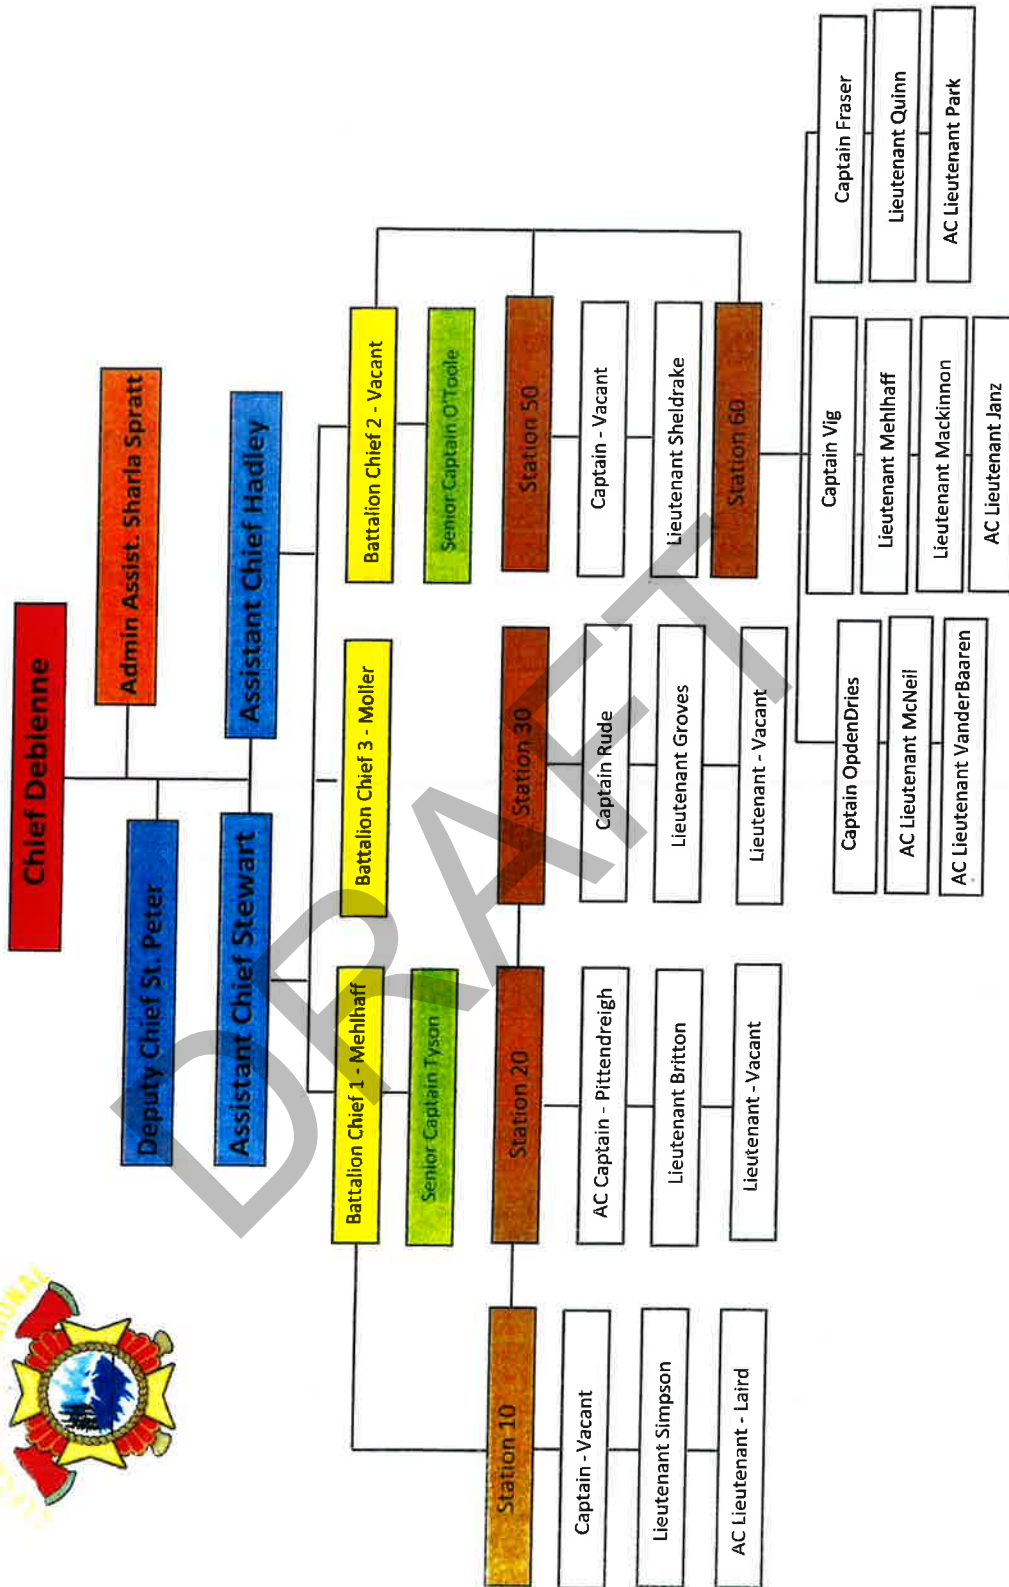 Chief Debienne
Admin Assist. Sharla Spratt
Deputy Chief St. Peter
Assistant Chief Stewart
Assistant Chief Hadley
Battalion Chief 1 - Mehlhaff
Battalion Chief 3 - Moller
Battalion Chief 2 - Vacant
Senior Captain Tyson
Senior Captain O'Toole
Station 10
Station 20
Station 30
Station 50
Captain - Vacant
AC Captain - Pittendreigh
Captain Rude
Captain - Vacant
Lieutenant Simpson
Lieutenant Britton
Lieutenant Groves
Lieutenant Sheldrake
AC Lieutenant - Laird
Lieutenant - Vacant
Lieutenant - Vacant
Station 60
Captain OpdenDries
Captain Vig
Captain Fraser
AC Lieutenant McNeil
Lieutenant Mehlhaff
Lieutenant Quinn
AC Lieutenant VanderBaaren
Lieutenant Mackinnon
AC Lieutenant Park
AC Lieutenant Janz
DRAFT